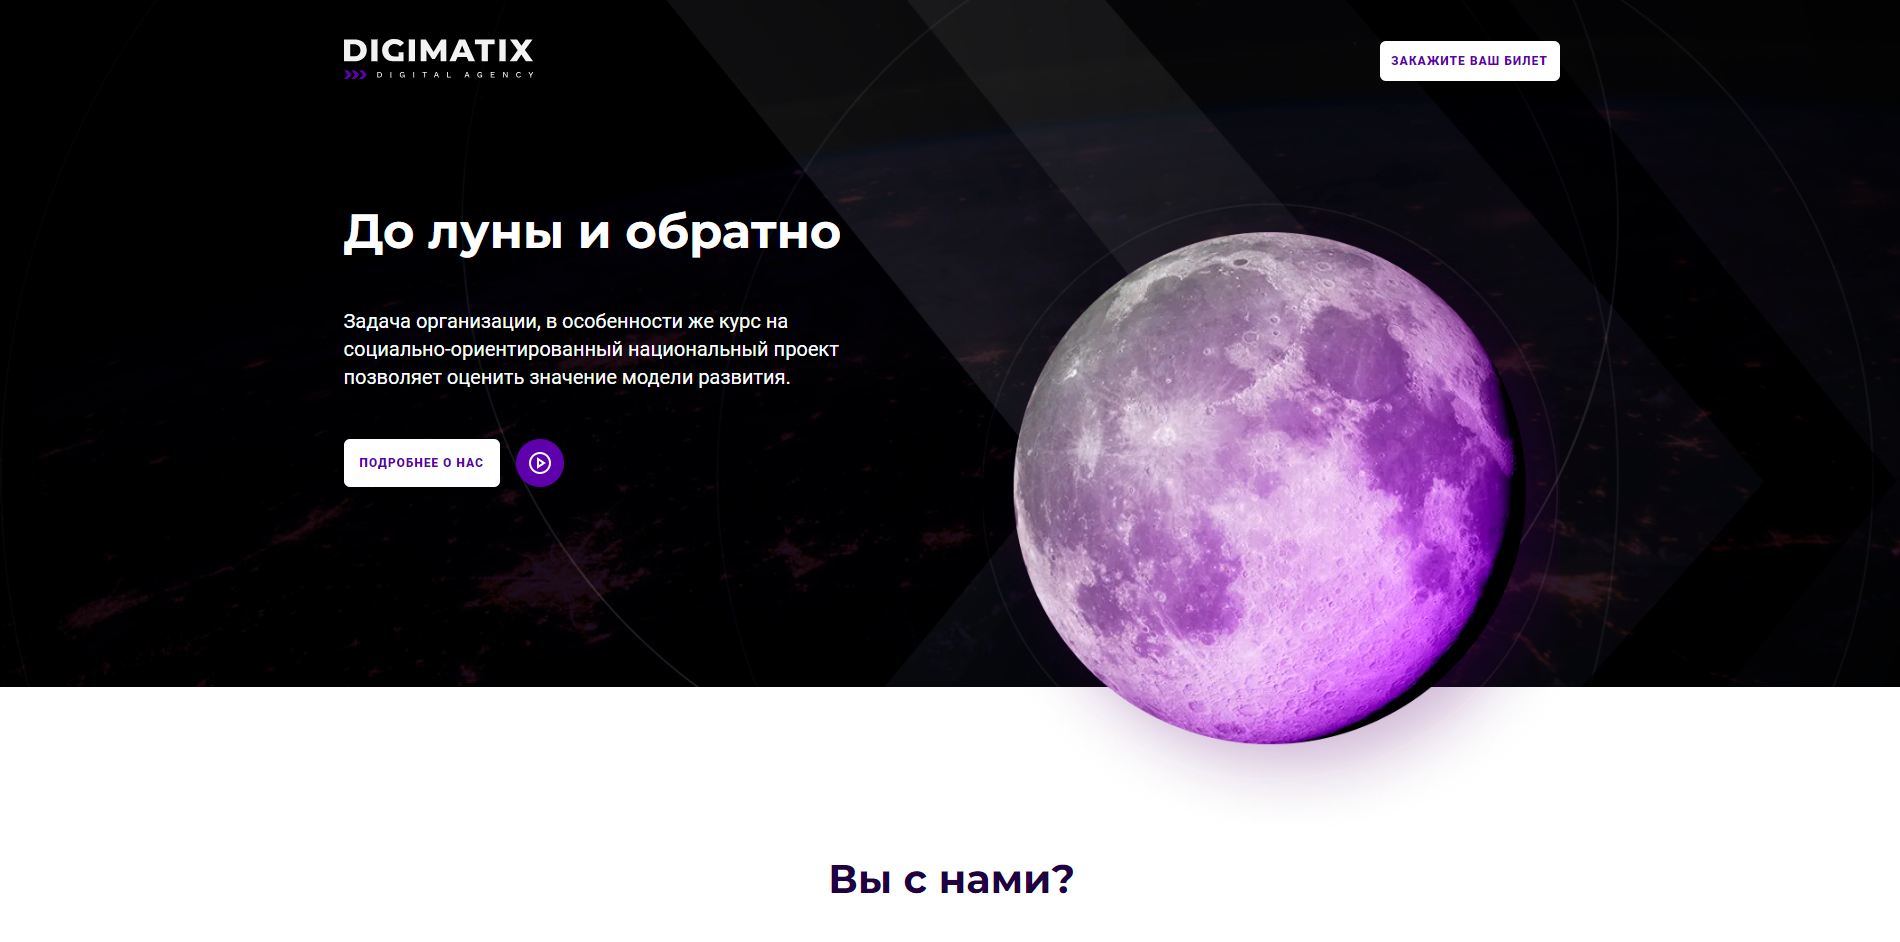 DIGIMATIX
DIGITAL AGENCY
ЗАКАЖИТЕ ВАШ БИЛЕТ
До луны и обратно
Задача организации, в особенности же курс на
социально-ориентированный национальный проект
позволяет оценить значение модели развития.
ПОДРОБНЕЕ О НАС
Вы с нами?